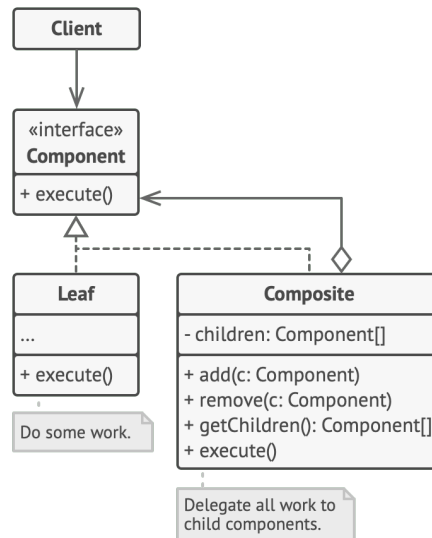 Client
«interface»
Component
+ execute()
Leaf
...
+ execute()
Do some work.
Composite
- children: Component[]
+ add(c: Component)
+ remove(c: Component)
+ getChildren(): Component[]
+ execute()
Delegate all work to
child components.